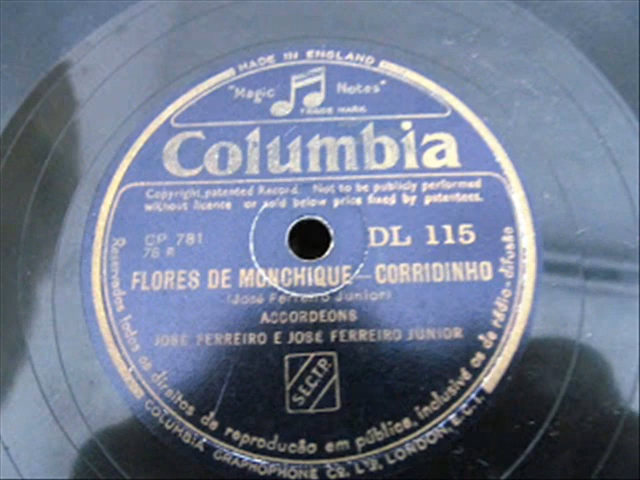 MADE IN ENGLAND
"Magic Notes"
TRADE MARK
Columbia
Copyright, patented Record. Not to be publicly performed
without licence or sold below price fixed by patentees.
CP 781
78 R
DL 115
FLORES DE MONCHIQUE — CORRIDINHO
(José Ferreiro Junior)
ACCORDEONS
JOSÉ FERREIRO E JOSÉ FERREIRO JUNIOR
S.E.C.T.P.
Reservados todos os direitos de reprodução em público, inclusivé os de rádio-difusão
COLUMBIA GRAPHOPHONE CO. LTD. LONDON E.C.1.